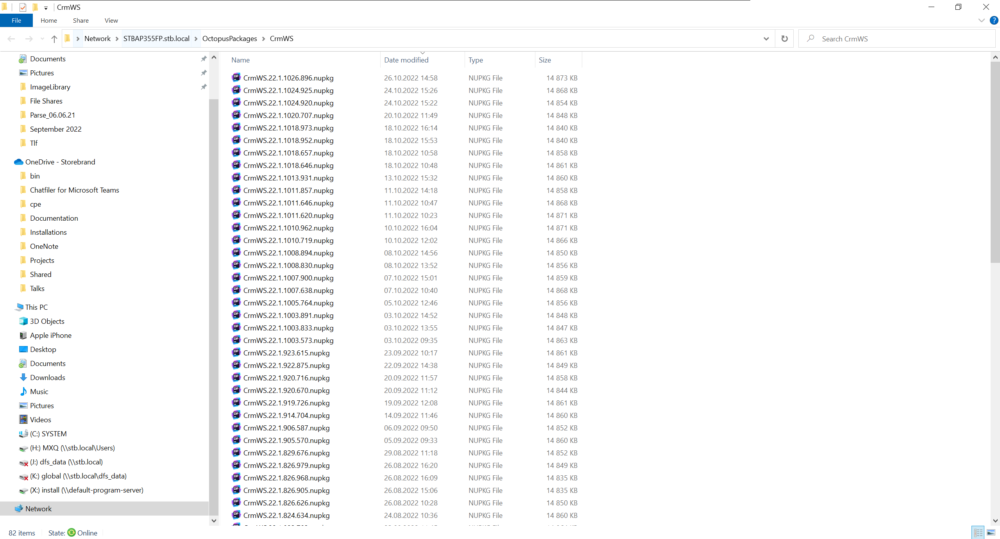 CrmWS
File Home Share View
Network STBAP355FP.stb.local OctopusPackages CrmWS
Search CrmWS
Documents
Pictures
ImageLibrary
File Shares
Parse_06.06.21
September 2022
Tlf
OneDrive - Storebrand
bin
Chatfiler for Microsoft Teams
cpe
Documentation
Installations
OneNote
Projects
Shared
Talks
This PC
3D Objects
Apple iPhone
Desktop
Documents
Downloads
Music
Pictures
Videos
(C:) SYSTEM
(H:) MXQ (\\stb.local\Users)
(J:) dfs_data (\\stb.local)
(K:) global (\\stb.local\dfs_data)
(X:) install (\\default-program-server)
Network
Name Date modified Type Size
CrmWS.22.1.1026.896.nupkg 26.10.2022 14:58 NUPKG File 14 873 KB
CrmWS.22.1.1024.925.nupkg 24.10.2022 15:26 NUPKG File 14 868 KB
CrmWS.22.1.1024.920.nupkg 24.10.2022 15:22 NUPKG File 14 854 KB
CrmWS.22.1.1020.707.nupkg 20.10.2022 11:49 NUPKG File 14 848 KB
CrmWS.22.1.1018.973.nupkg 18.10.2022 16:14 NUPKG File 14 840 KB
CrmWS.22.1.1018.952.nupkg 18.10.2022 15:53 NUPKG File 14 840 KB
CrmWS.22.1.1018.657.nupkg 18.10.2022 10:58 NUPKG File 14 858 KB
CrmWS.22.1.1018.646.nupkg 18.10.2022 10:48 NUPKG File 14 861 KB
CrmWS.22.1.1013.931.nupkg 13.10.2022 15:32 NUPKG File 14 860 KB
CrmWS.22.1.1011.857.nupkg 11.10.2022 14:18 NUPKG File 14 858 KB
CrmWS.22.1.1011.646.nupkg 11.10.2022 10:47 NUPKG File 14 868 KB
CrmWS.22.1.1011.620.nupkg 11.10.2022 10:23 NUPKG File 14 871 KB
CrmWS.22.1.1010.962.nupkg 10.10.2022 16:04 NUPKG File 14 871 KB
CrmWS.22.1.1010.719.nupkg 10.10.2022 12:02 NUPKG File 14 866 KB
CrmWS.22.1.1008.894.nupkg 08.10.2022 14:56 NUPKG File 14 850 KB
CrmWS.22.1.1008.830.nupkg 08.10.2022 13:52 NUPKG File 14 856 KB
CrmWS.22.1.1007.900.nupkg 07.10.2022 15:01 NUPKG File 14 859 KB
CrmWS.22.1.1007.638.nupkg 07.10.2022 10:40 NUPKG File 14 868 KB
CrmWS.22.1.1005.764.nupkg 05.10.2022 12:46 NUPKG File 14 856 KB
CrmWS.22.1.1003.891.nupkg 03.10.2022 14:52 NUPKG File 14 848 KB
CrmWS.22.1.1003.833.nupkg 03.10.2022 13:55 NUPKG File 14 847 KB
CrmWS.22.1.1003.573.nupkg 03.10.2022 09:35 NUPKG File 14 863 KB
CrmWS.22.1.923.615.nupkg 23.09.2022 10:17 NUPKG File 14 861 KB
CrmWS.22.1.922.875.nupkg 22.09.2022 14:38 NUPKG File 14 849 KB
CrmWS.22.1.920.716.nupkg 20.09.2022 11:57 NUPKG File 14 858 KB
CrmWS.22.1.920.670.nupkg 20.09.2022 11:12 NUPKG File 14 844 KB
CrmWS.22.1.919.726.nupkg 19.09.2022 12:08 NUPKG File 14 861 KB
CrmWS.22.1.914.704.nupkg 14.09.2022 11:46 NUPKG File 14 860 KB
CrmWS.22.1.906.587.nupkg 06.09.2022 09:50 NUPKG File 14 852 KB
CrmWS.22.1.905.570.nupkg 05.09.2022 09:33 NUPKG File 14 860 KB
CrmWS.22.1.829.676.nupkg 29.08.2022 11:18 NUPKG File 14 852 KB
CrmWS.22.1.826.979.nupkg 26.08.2022 16:20 NUPKG File 14 849 KB
CrmWS.22.1.826.968.nupkg 26.08.2022 16:09 NUPKG File 14 835 KB
CrmWS.22.1.826.905.nupkg 26.08.2022 15:06 NUPKG File 14 835 KB
CrmWS.22.1.826.626.nupkg 26.08.2022 10:28 NUPKG File 14 850 KB
CrmWS.22.1.824.634.nupkg 24.08.2022 10:36 NUPKG File 14 860 KB
82 items State: Online